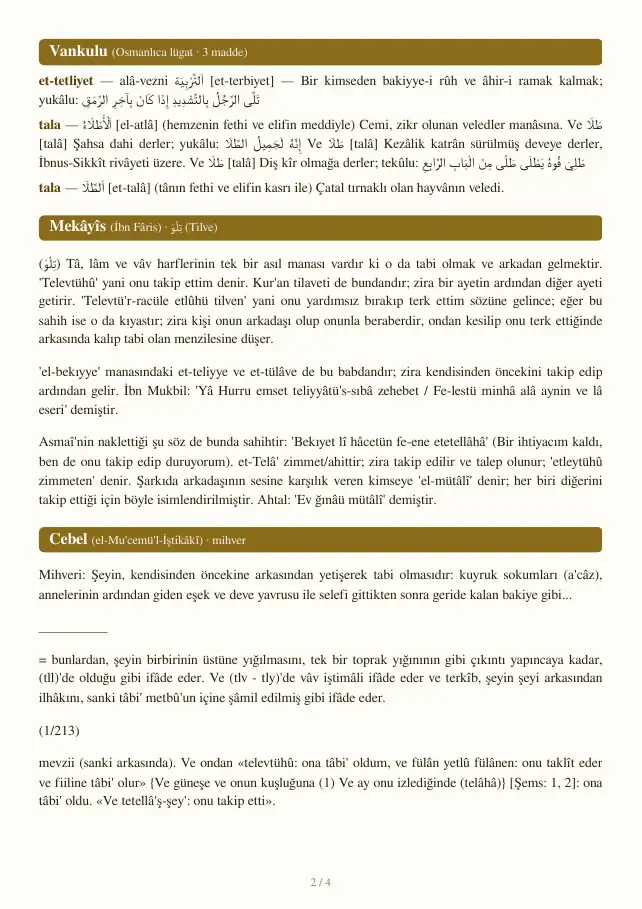 Vankulu (Osmanlıca lügat · 3 madde)
et-tetliyet — alâ-vezni اَلتَّرْبِيَة [et-terbiyet] — Bir kimseden bakiyye-i rûh ve âhir-i ramak kalmak;
yukâlu: تَلَّى الرَّجُلُ بِالتَّشْدِيدِ إِذَا كَانَ بِآخِرِ الرَّمَقِ
tala — اَلْأَطْلَاءُ [el-atlâ] (hemzenin fethi ve elifin meddiyle) Cemi, zikr olunan veledler manâsına. Ve طَلَا
[talâ] Şahsa dahi derler; yukâlu: إِنَّهُ لَجَمِيلُ الطَّلَا Ve طَلَا [talâ] Kezâlik katrân sürülmüş deveye derler,
İbnus-Sikkît rivâyeti üzere. Ve طَلَا [talâ] Diş kîr olmağa derler; tekûlu: طَلِيَ فُوهُ يَطْلَى طَلًى مِنَ الْبَابِ الرَّابِعِ
tala — اَلطَّلَا [et-talâ] (tânın fethi ve elifin kasrı ile) Çatal tırnaklı olan hayvânın veledi.
Mekâyîs (İbn Fâris) · تِلْوَ (Tilve)
(تِلْوَ) Tâ, lâm ve vâv harflerinin tek bir asıl manası vardır ki o da tabi olmak ve arkadan gelmektir.
'Televtühû' yani onu takip ettim denir. Kur'an tilaveti de bundandır; zira bir ayetin ardından diğer ayeti
getirir. 'Televtü'r-racüle etlûhü tilven' yani onu yardımsız bırakıp terk ettim sözüne gelince; eğer bu
sahih ise o da kıyastır; zira kişi onun arkadaşı olup onunla beraberdir, ondan kesilip onu terk ettiğinde
arkasında kalıp tabi olan menzilesine düşer.
'el-bekıyye' manasındaki et-teliyye ve et-tülâve de bu babdandır; zira kendisinden öncekini takip edip
ardından gelir. İbn Mukbil: 'Yâ Hurru emset teliyyâtü's-sıbâ zehebet / Fe-lestü minhâ alâ aynin ve lâ
eseri' demiştir.
Asmaî'nin naklettiği şu söz de bunda sahihtir: 'Bekıyet lî hâcetün fe-ene etetellâhâ' (Bir ihtiyacım kaldı,
ben de onu takip edip duruyorum). et-Telâ' zimmet/ahittir; zira takip edilir ve talep olunur; 'etleytühû
zimmeten' denir. Şarkıda arkadaşının sesine karşılık veren kimseye 'el-mütâlî' denir; her biri diğerini
takip ettiği için böyle isimlendirilmiştir. Ahtal: 'Ev ğınâü mütâlî' demiştir.
Cebel (el-Mu'cemü'l-İştikâkî) · mihver
Mihveri: Şeyin, kendisinden öncekine arkasından yetişerek tabi olmasıdır: kuyruk sokumları (a'câz),
annelerinin ardından giden eşek ve deve yavrusu ile selefi gittikten sonra geride kalan bakiye gibi...
___________
= bunlardan, şeyin birbirinin üstüne yığılmasını, tek bir toprak yığınının gibi çıkıntı yapıncaya kadar,
(tll)'de olduğu gibi ifâde eder. Ve (tlv - tly)'de vâv iştimâli ifâde eder ve terkîb, şeyin şeyi arkasından
ilhâkını, sanki tâbi' metbû'un içine şâmil edilmiş gibi ifâde eder.
(1/213)
mevzii (sanki arkasında). Ve ondan «televtühû: ona tâbi' oldum, ve fülân yetlû fülânen: onu taklît eder
ve fiiline tâbi' olur» {Ve güneşe ve onun kuşluğuna (1) Ve ay onu izlediğinde (telâhâ)} [Şems: 1, 2]: ona
tâbi' oldu. «Ve tetellâ'ş-şey': onu takip etti».
2 / 4